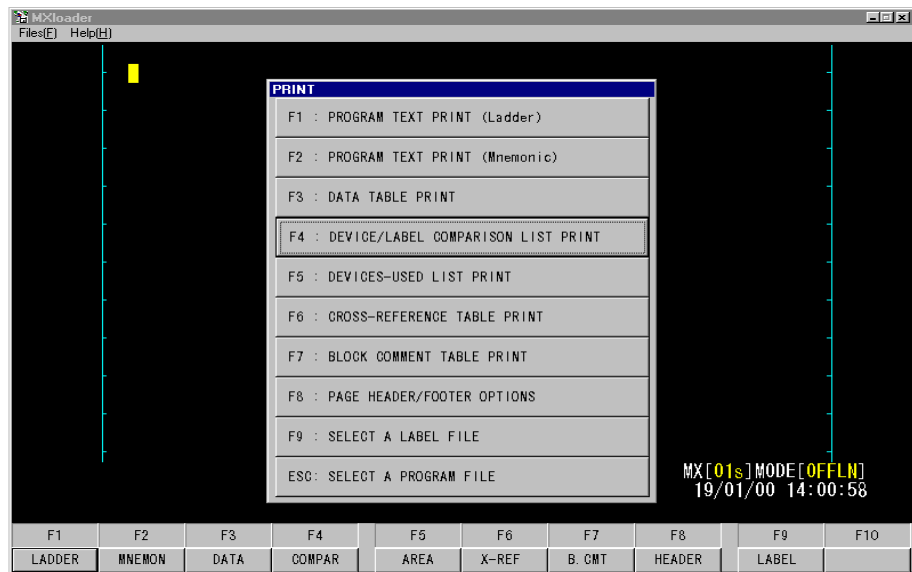 MXloader
Files(F) Help(H)
PRINT
F1 : PROGRAM TEXT PRINT (Ladder)
F2 : PROGRAM TEXT PRINT (Mnemonic)
F3 : DATA TABLE PRINT
F4 : DEVICE/LABEL COMPARISON LIST PRINT
F5 : DEVICES-USED LIST PRINT
F6 : CROSS-REFERENCE TABLE PRINT
F7 : BLOCK COMMENT TABLE PRINT
F8 : PAGE HEADER/FOOTER OPTIONS
F9 : SELECT A LABEL FILE
ESC: SELECT A PROGRAM FILE
MX[01s]MODE[OFFLN]
19/01/00 14:00:58
F1 F2 F3 F4 F5 F6 F7 F8 F9 F10
LADDER MNEMON DATA COMPAR AREA X-REF B. CMT HEADER LABEL